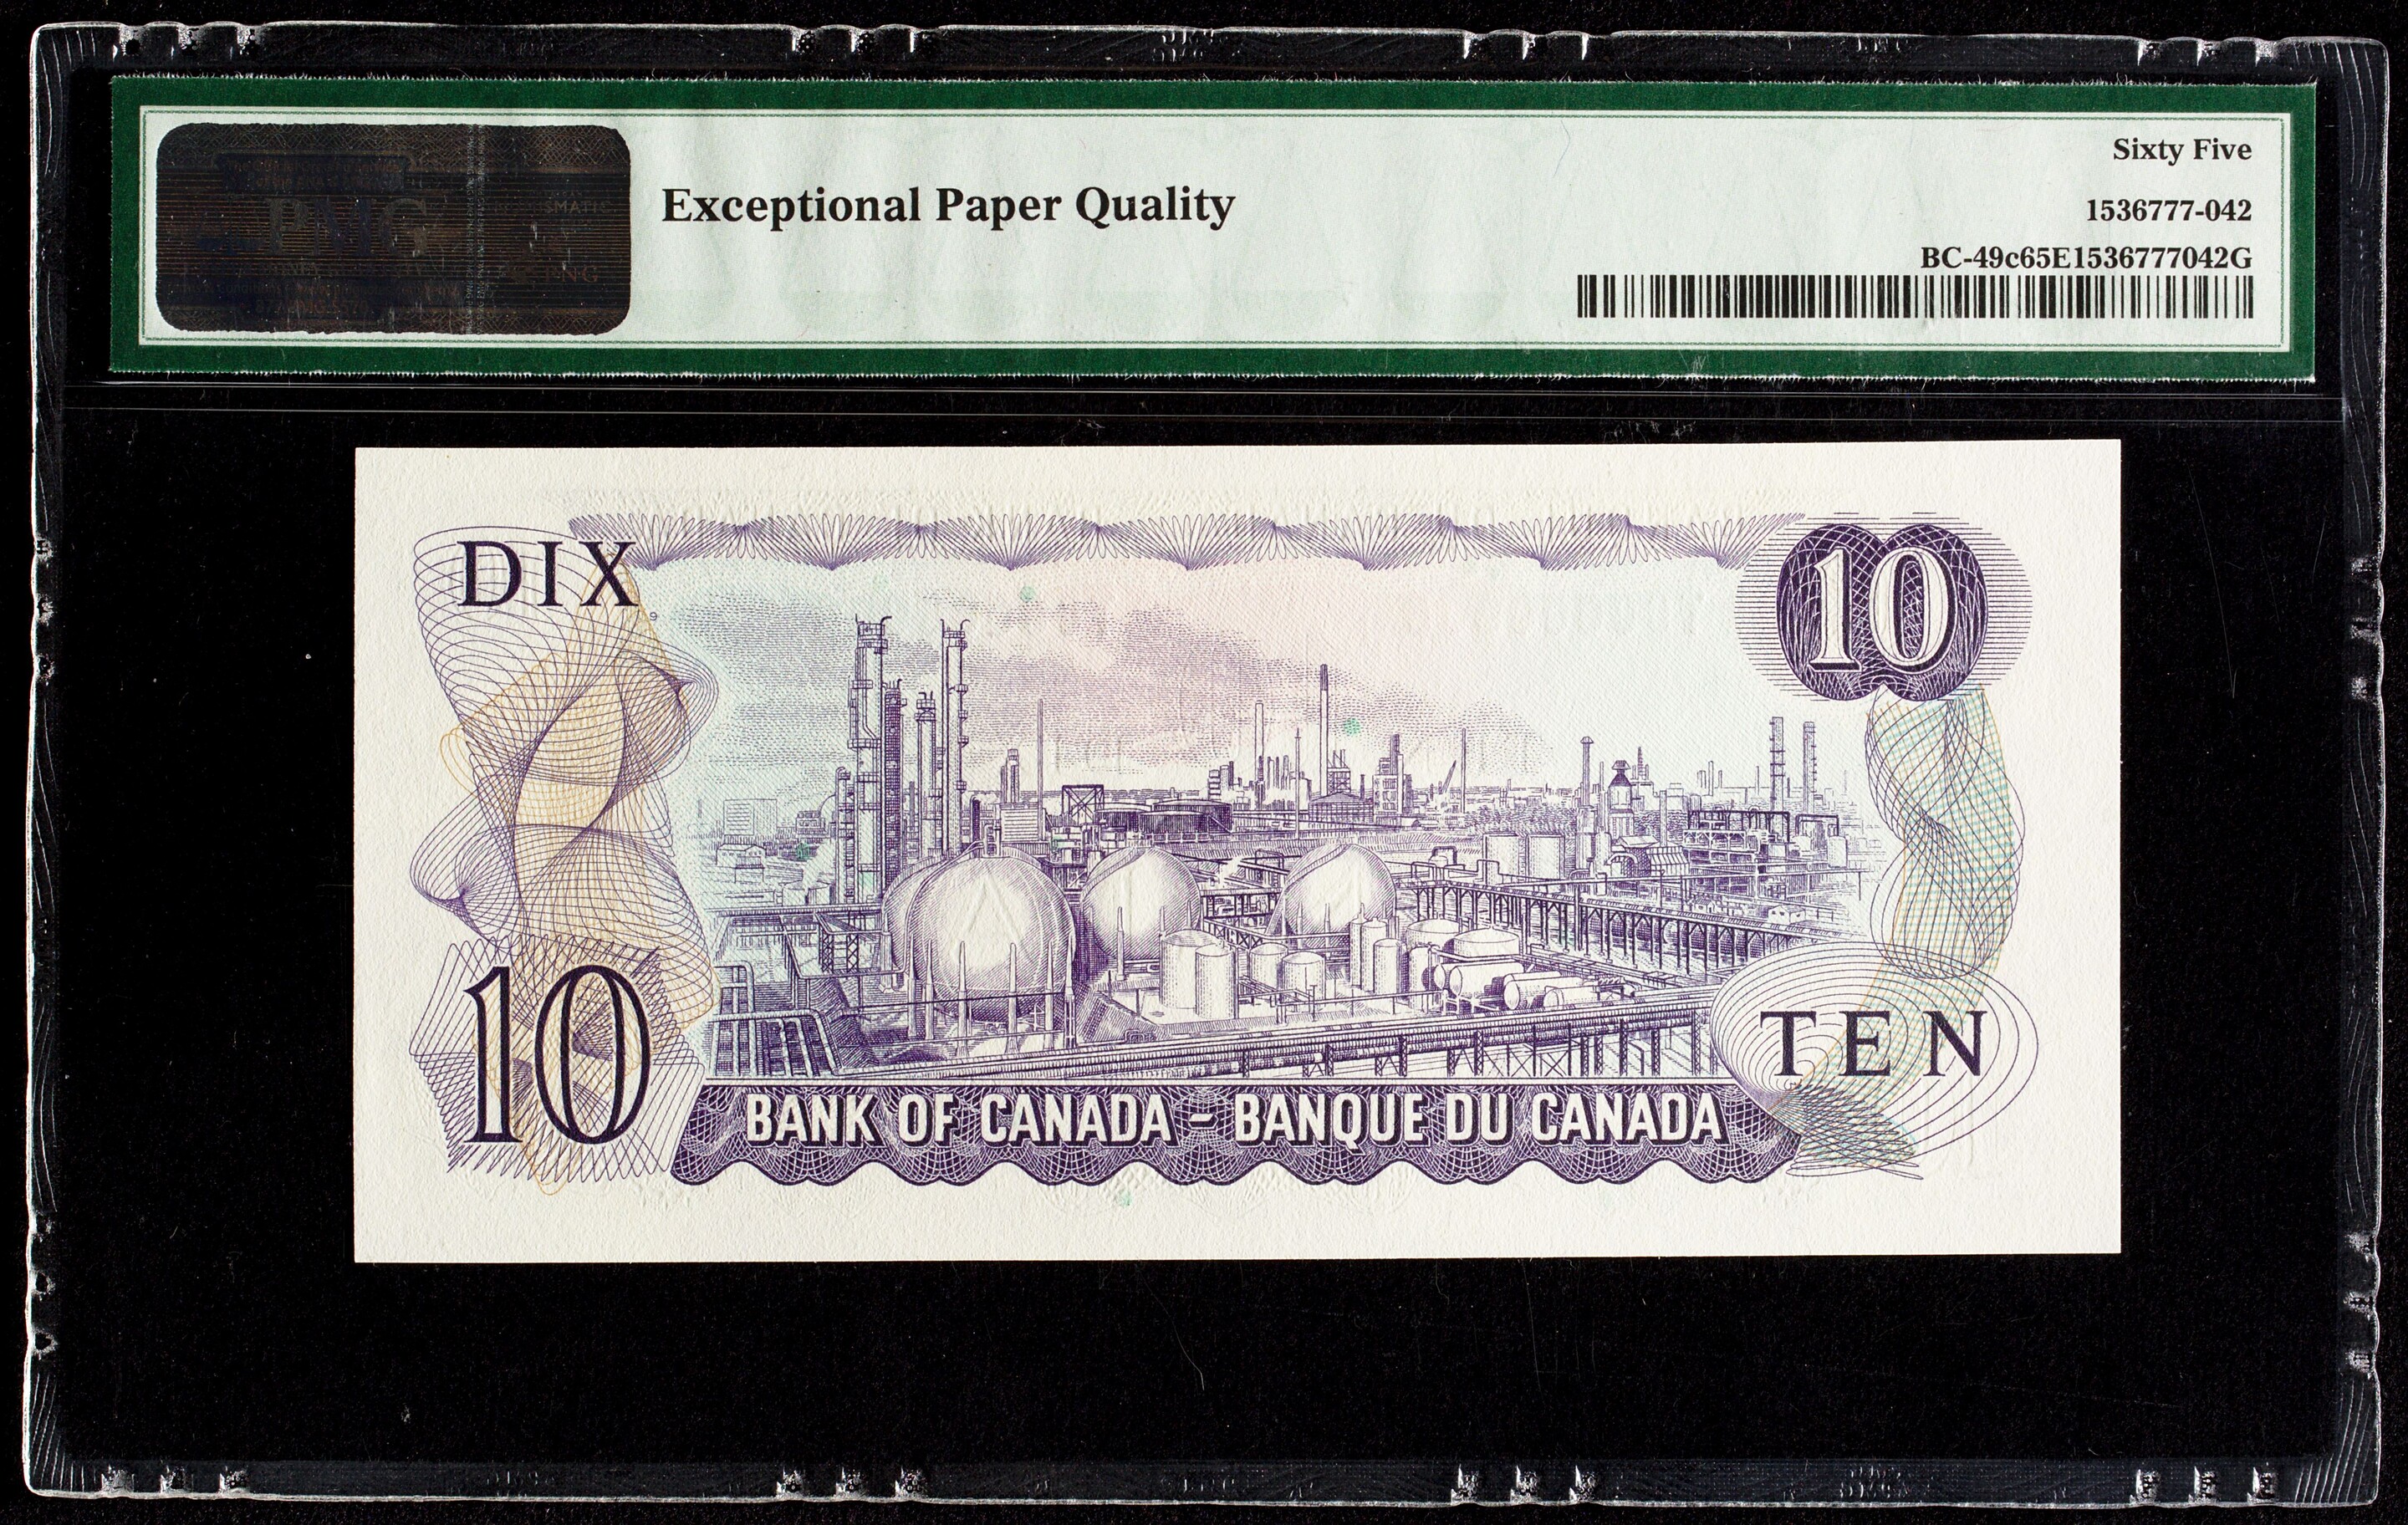 PMG
Exceptional Paper Quality
Sixty Five
1536777-042
BC-49c65E1536777042G
DIX
10
10
TEN
BANK OF CANADA - BANQUE DU CANADA